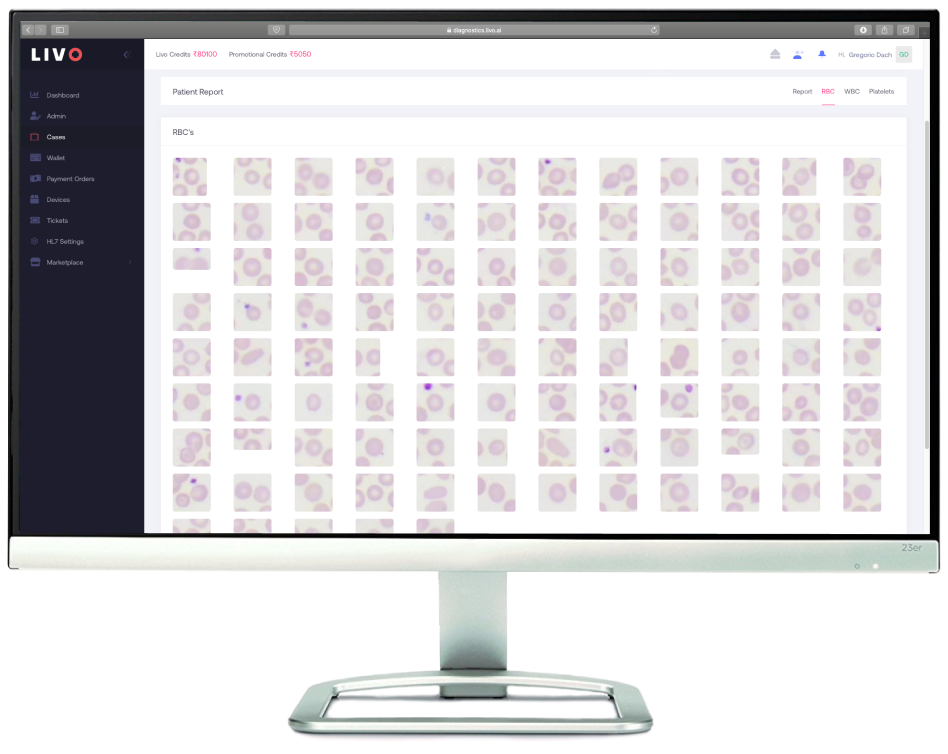 diagnostics.livo.ai
LIVO
Livo Credits ₹80100 Promotional Credits ₹5050
Hi, Gregorio Dach GD
Patient Report
Report RBC WBC Platelets
Dashboard
Admin
Cases
Wallet
Payment Orders
Devices
Tickets
HL7 Settings
Marketplace
RBC's
23er